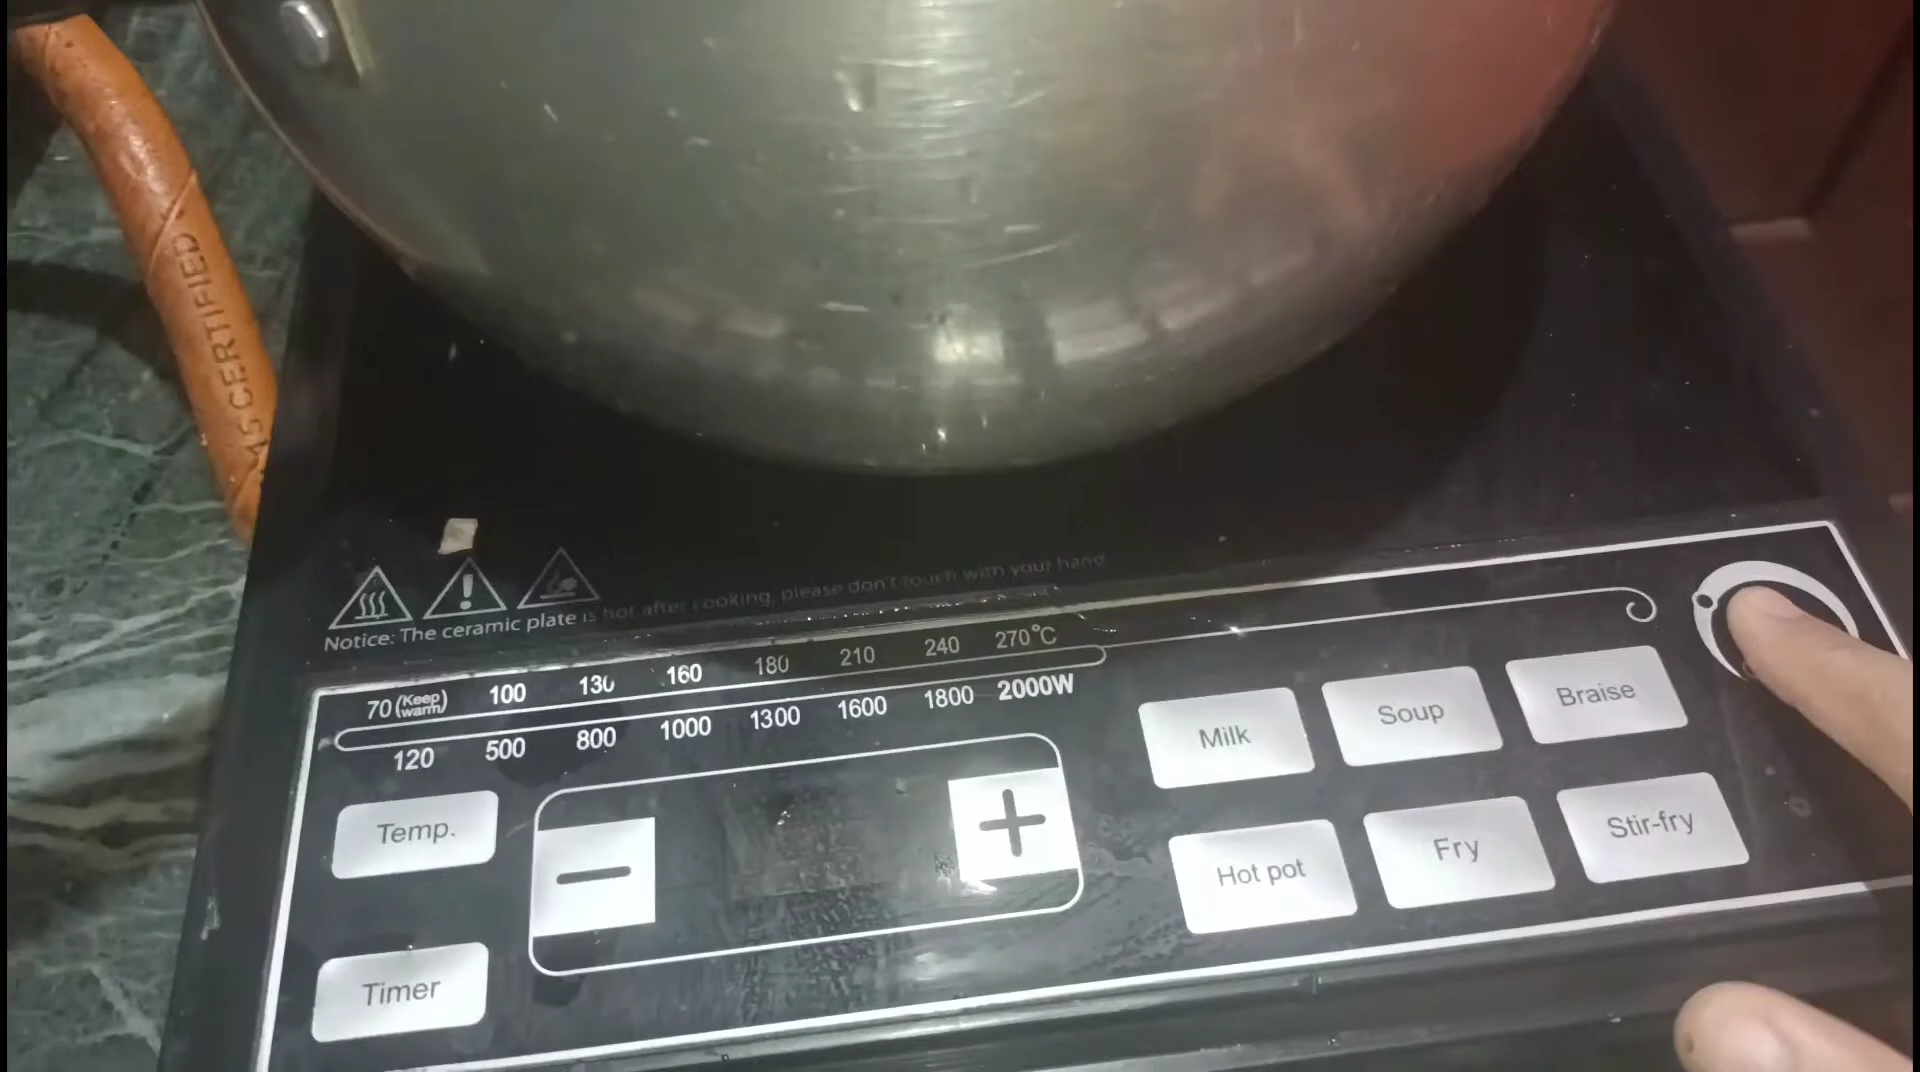 CERTIFIED
Notice: The ceramic plate is hot after cooking, please don't touch with your hand
70 (Keep warm) 100 130 160 180 210 240 270°C
120 500 800 1000 1300 1600 1800 2000W
Temp.
−
+
Milk
Soup
Braise
Timer
Hot pot
Fry
Stir-fry